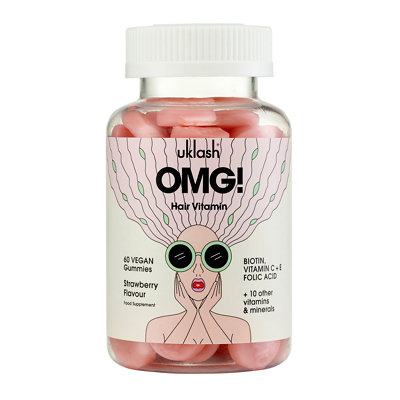 uklash®
OMG!
Hair Vitamin
60 VEGAN
Gummies
Strawberry
Flavour
Food Supplement
BIOTIN,
VITAMIN C + E
FOLIC ACID
+ 10 other
vitamins
& minerals